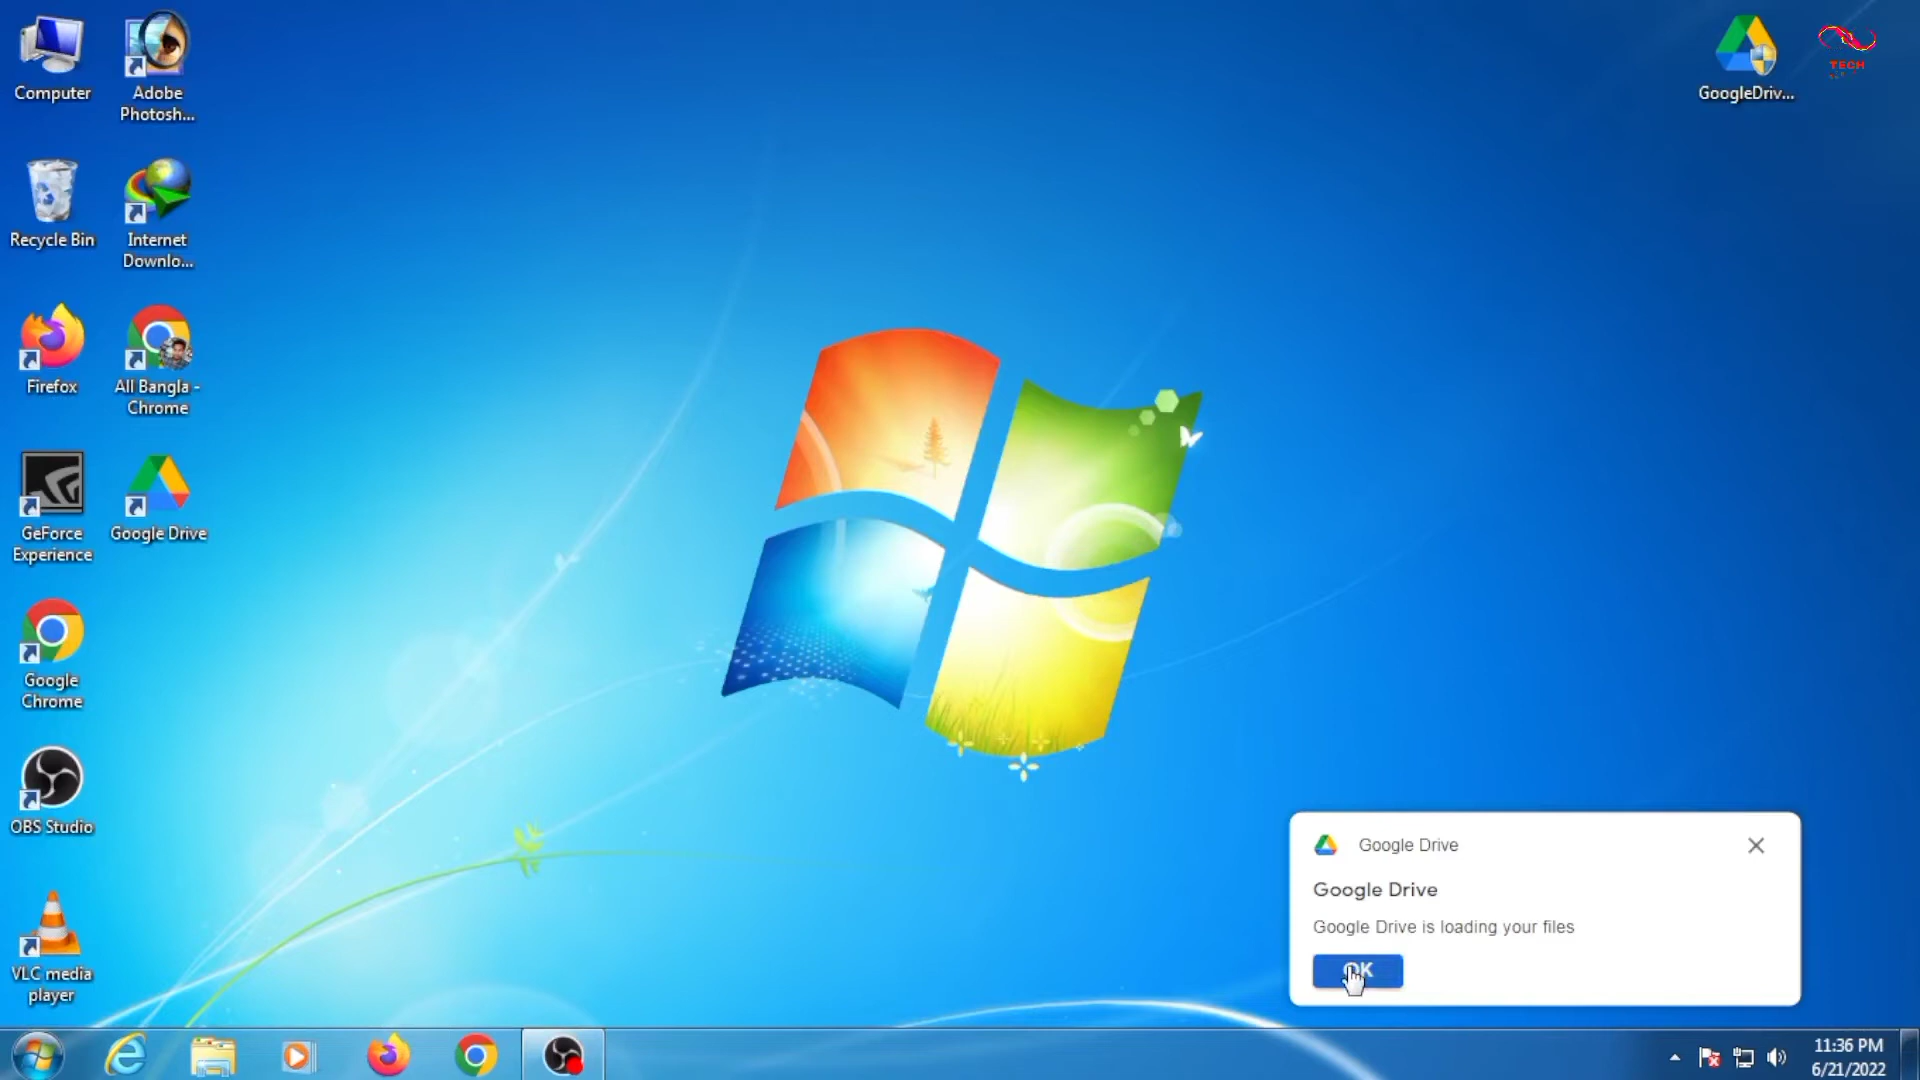 Computer
Adobe
Photosh...
Recycle Bin
Internet
Downlo...
Firefox
All Bangla -
Chrome
GeForce
Experience
Google Drive
Google
Chrome
OBS Studio
VLC media
player
GoogleDriv...
TECH
Google Drive
Google Drive
Google Drive is loading your files
OK
11:36 PM
6/21/2022